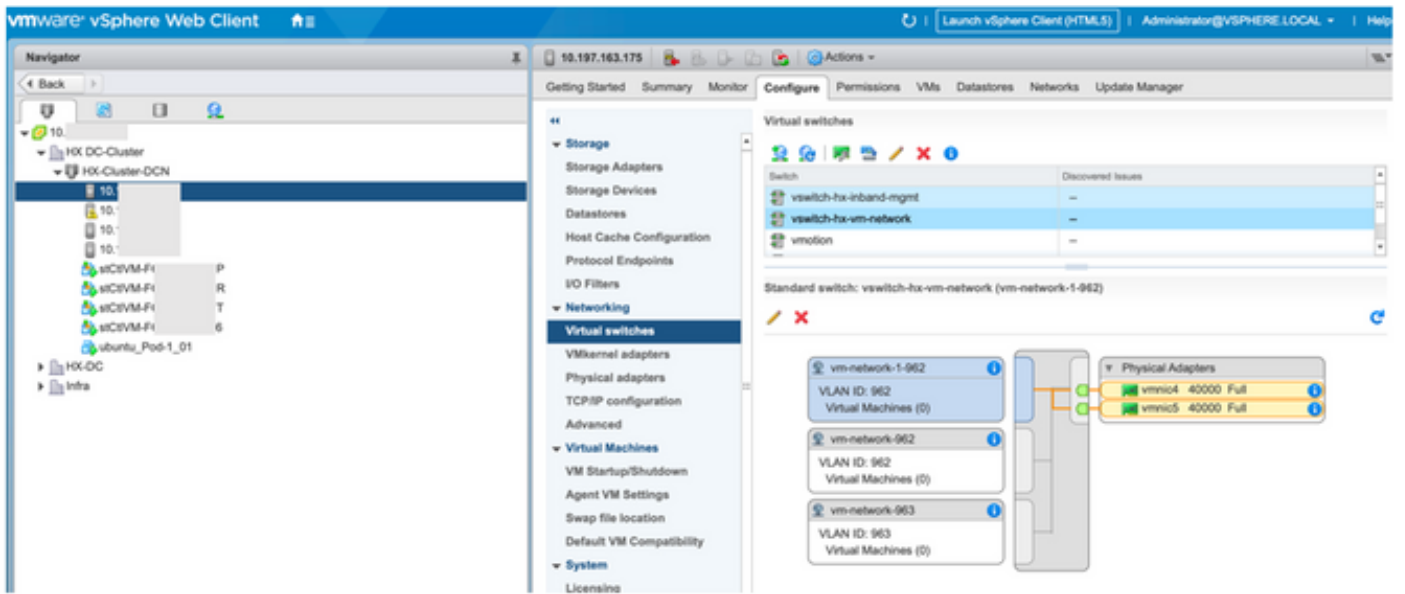 vmware® vSphere Web Client
Launch vSphere Client (HTML5) | Administrator@VSPHERE.LOCAL | Help
Navigator
Back
10.
HX DC-Cluster
HX-Cluster-DCN
10.
10.
10.
10.
stCtlVM-F P
stCtlVM-F R
stCtlVM-F T
stCtlVM-F 6
ubuntu_Pod-1_01
HX-DC
Infra
10.197.163.175 Actions
Getting Started Summary Monitor Configure Permissions VMs Datastores Networks Update Manager
Storage
Storage Adapters
Storage Devices
Datastores
Host Cache Configuration
Protocol Endpoints
I/O Filters
Networking
Virtual switches
VMkernel adapters
Physical adapters
TCP/IP configuration
Advanced
Virtual Machines
VM Startup/Shutdown
Agent VM Settings
Swap file location
Default VM Compatibility
System
Licensing
Virtual switches
Switch Discovered Issues
vswitch-hx-inband-mgmt --
vswitch-hx-vm-network --
vmotion --
Standard switch: vswitch-hx-vm-network (vm-network-1-962)
vm-network-1-962
VLAN ID: 962
Virtual Machines (0)
vm-network-962
VLAN ID: 962
Virtual Machines (0)
vm-network-963
VLAN ID: 963
Virtual Machines (0)
Physical Adapters
vmnic4 40000 Full
vmnic5 40000 Full